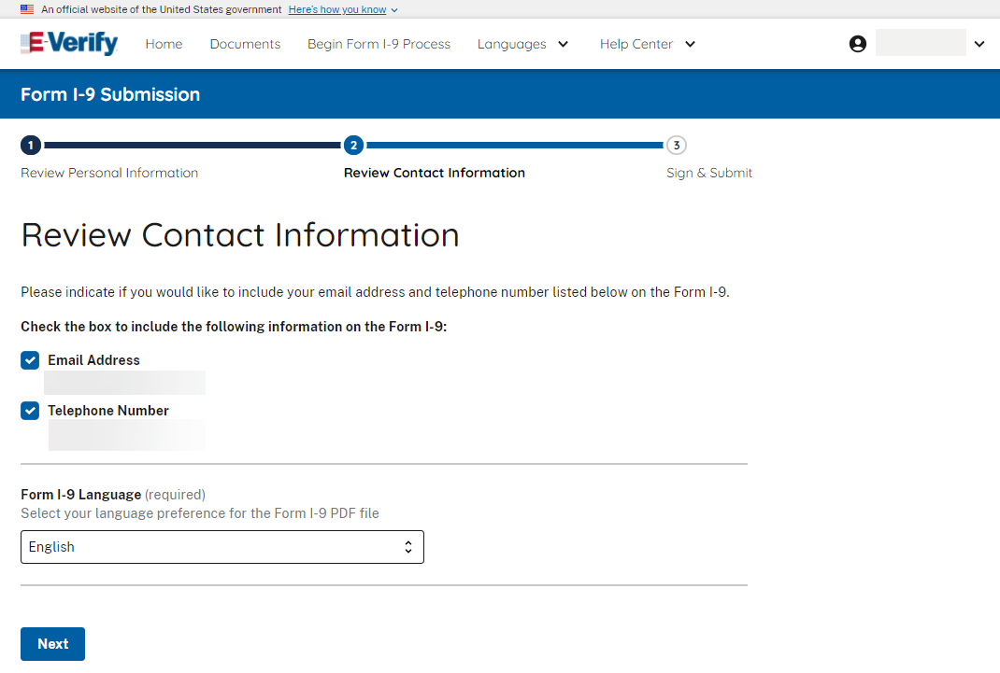 An official website of the United States government Here's how you know
E-Verify Home Documents Begin Form I-9 Process Languages Help Center
Form I-9 Submission
1 2 3
Review Personal Information Review Contact Information Sign & Submit
Review Contact Information
Please indicate if you would like to include your email address and telephone number listed below on the Form I-9.
Check the box to include the following information on the Form I-9:
Email Address
Telephone Number
Form I-9 Language (required)
Select your language preference for the Form I-9 PDF file
English
Next